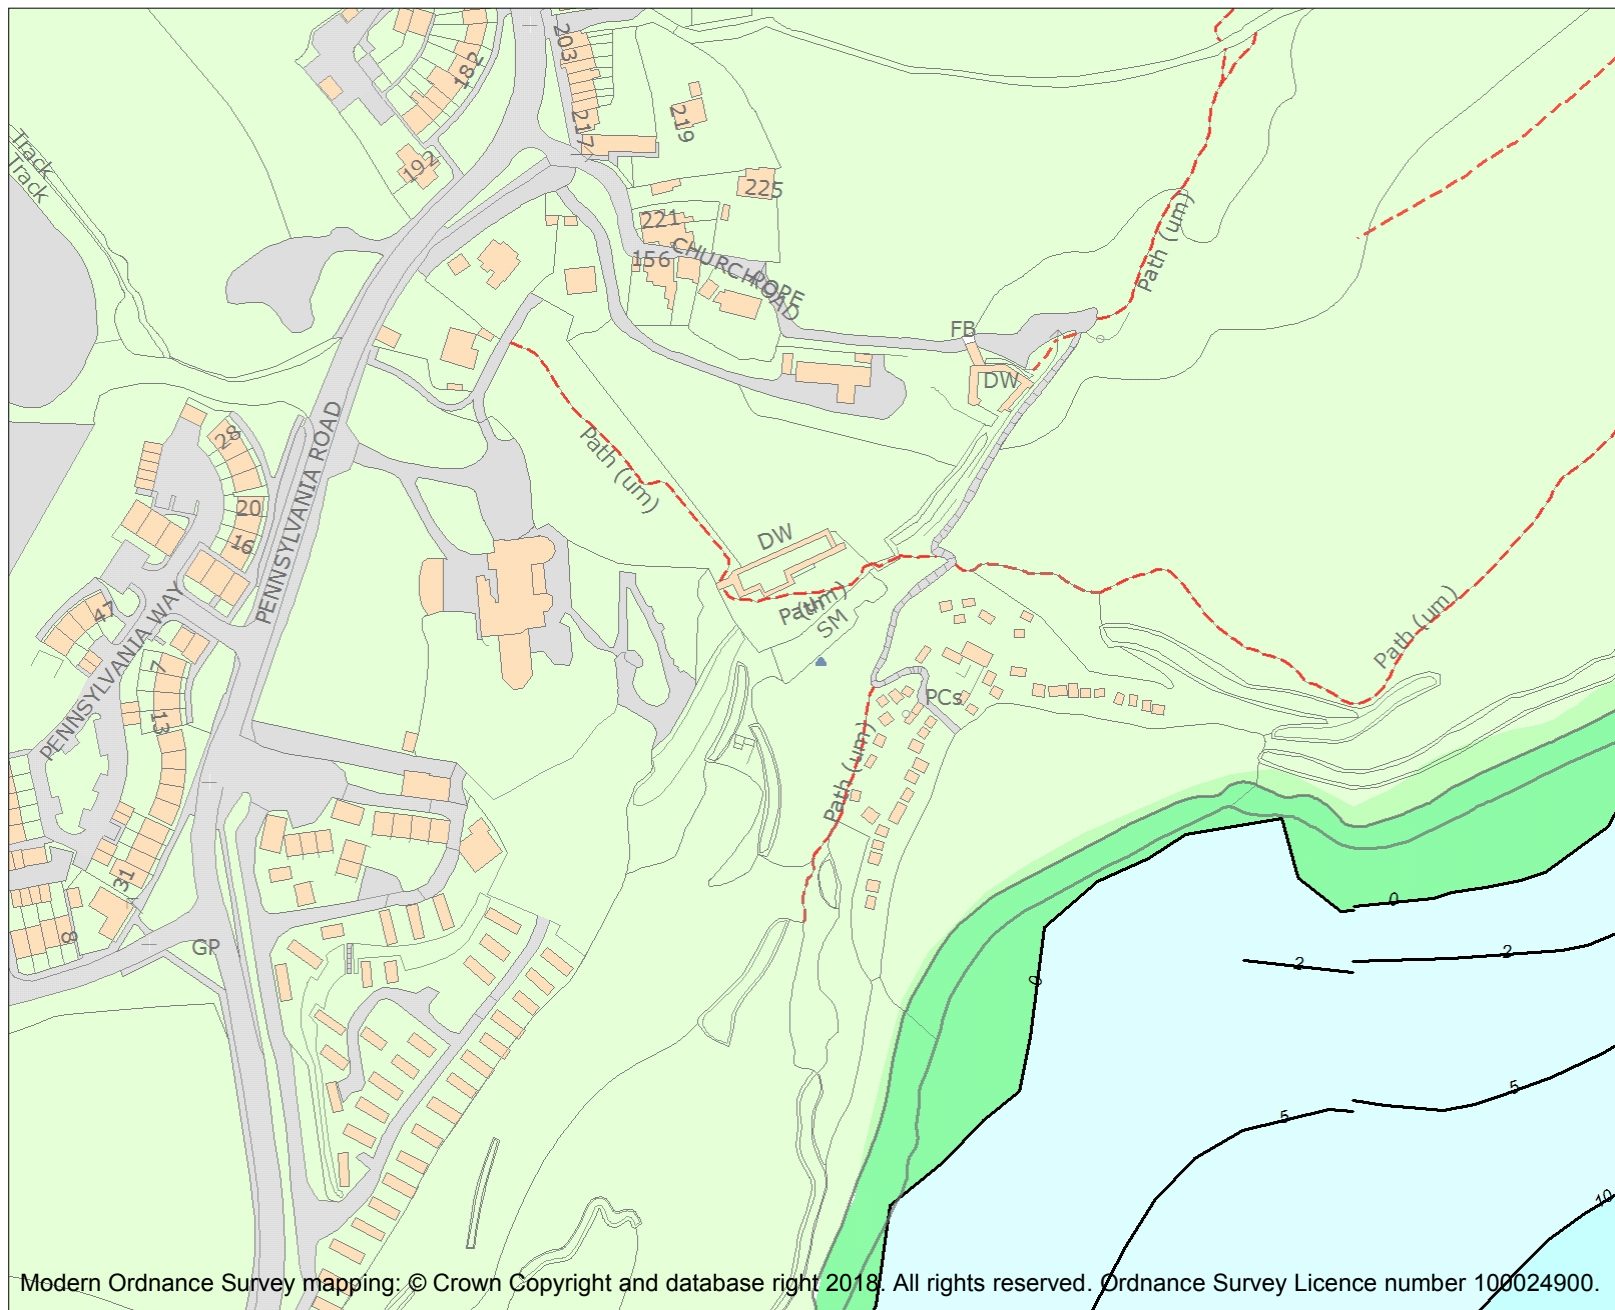 203
182
217
219
192
Track
Track
225
221
156
CHURCH OPE
ROAD
Path (um)
FB
DW
PENNSYLVANIA ROAD
28
20
16
Path (um)
DW
Path
(um)
SM
47
PENNSYLVANIA WAY
7
13
PCs
Path (um)
Path (um)
31
8
GP
0
0
2
2
5
5
10
Modern Ordnance Survey mapping: © Crown Copyright and database right 2018. All rights reserved. Ordnance Survey Licence number 100024900.